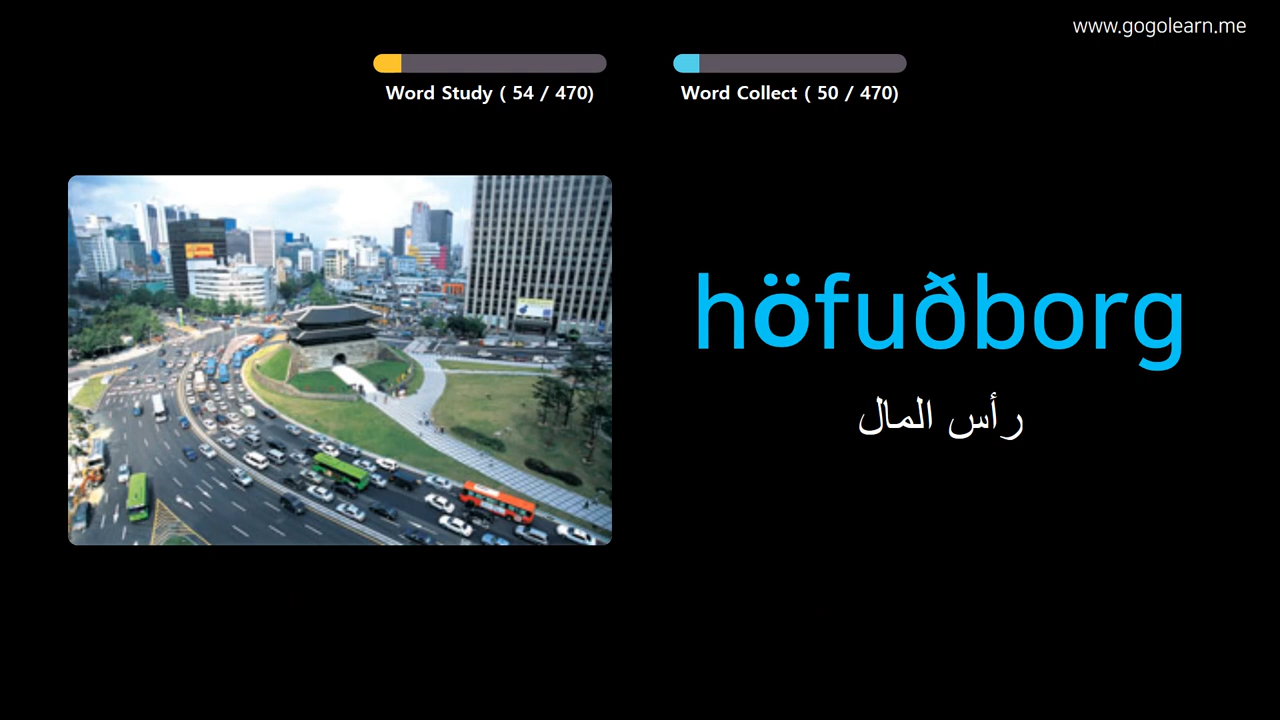 www.gogolearn.me
Word Study ( 54 / 470)
Word Collect ( 50 / 470)
höfuðborg
رأس المال